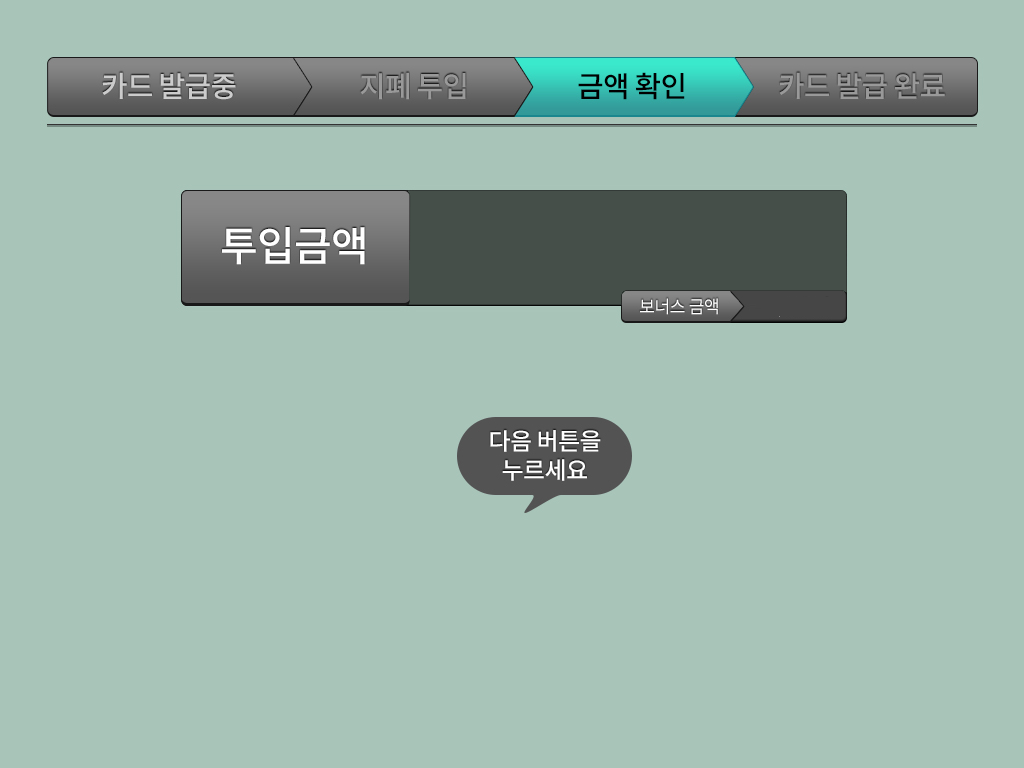 카드 발급중
지폐 투입
금액 확인
카드 발급 완료
투입금액
보너스 금액
다음 버튼을
누르세요